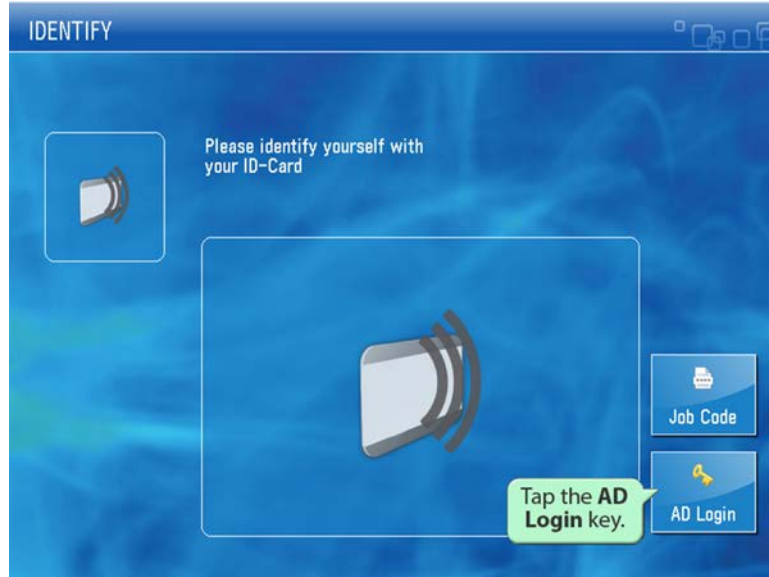 IDENTIFY
Please identify yourself with
your ID-Card
Job Code
Tap the AD
Login key.
AD Login